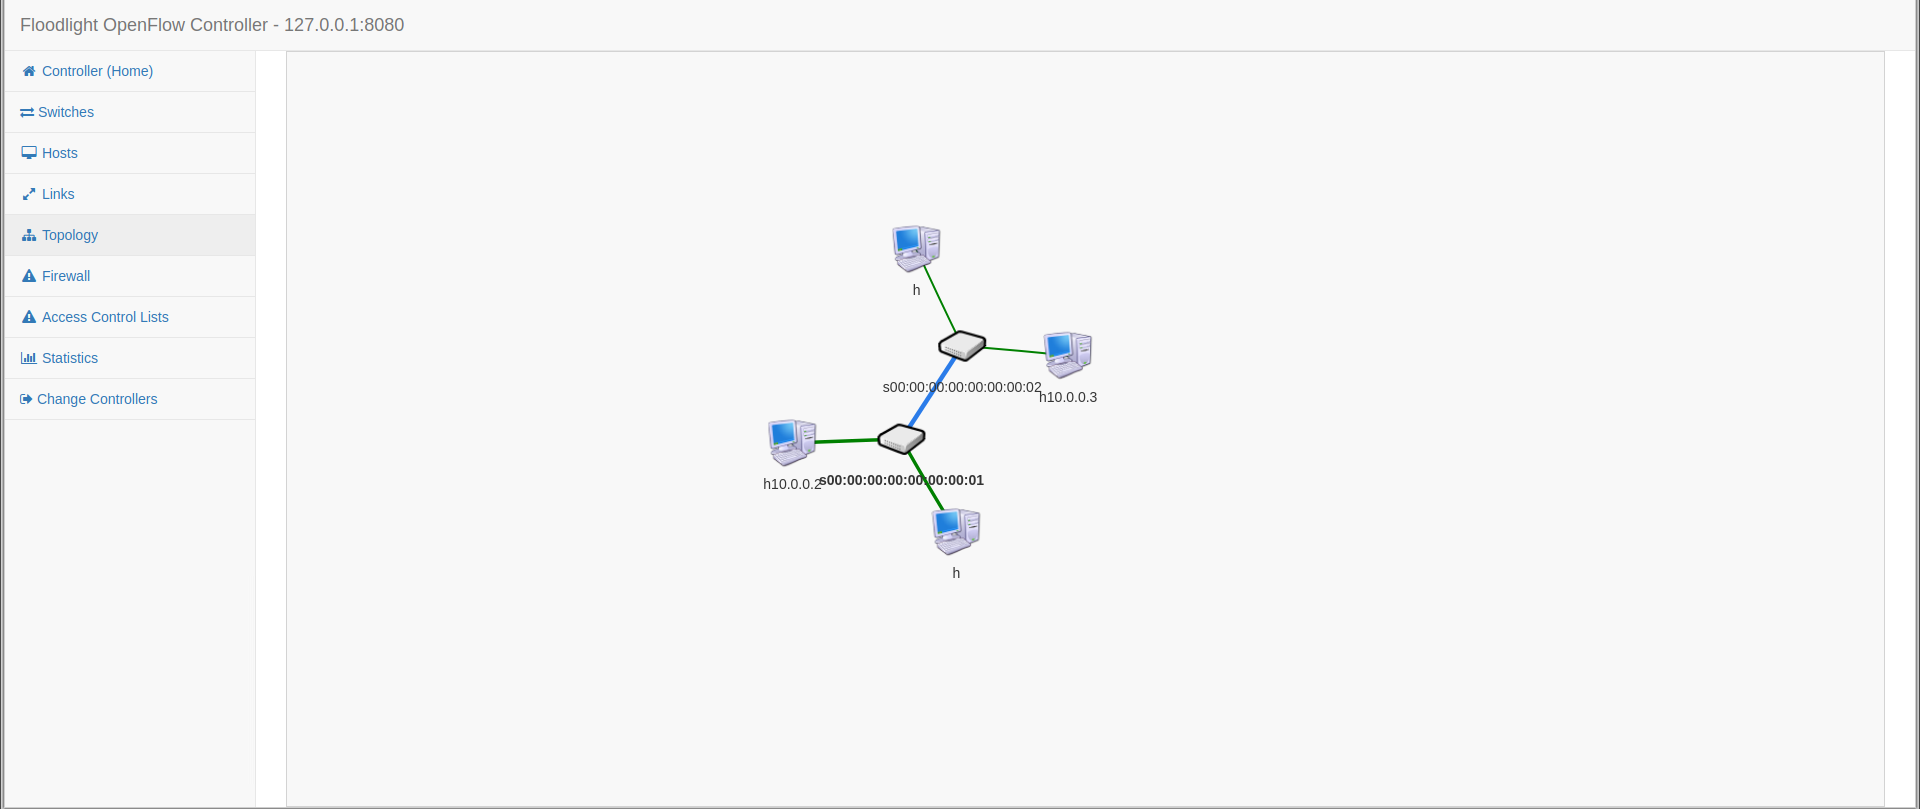 Floodlight OpenFlow Controller - 127.0.0.1:8080
Controller (Home)
Switches
Hosts
Links
Topology
Firewall
Access Control Lists
Statistics
Change Controllers
h
s00:00:00:00:00:00:00:02
h10.0.0.3
h10.0.0.2
s00:00:00:00:00:00:00:01
h